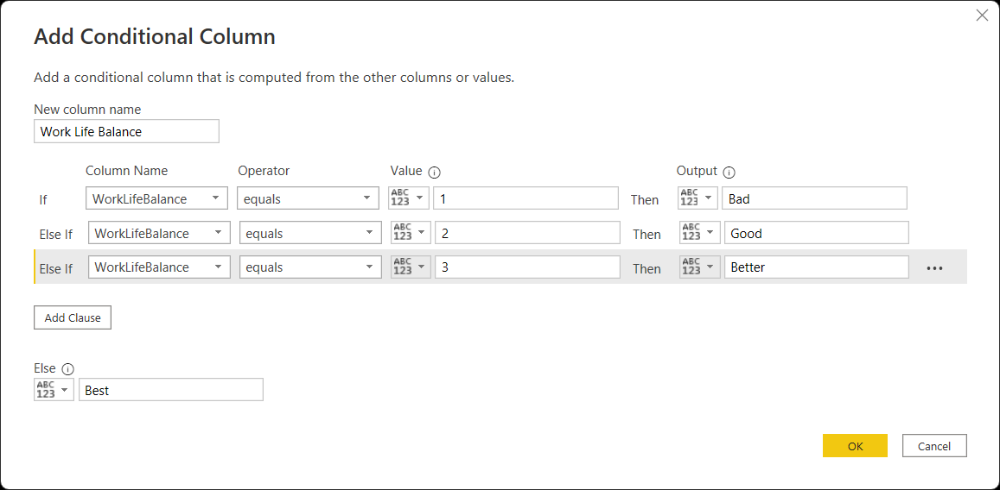 Add Conditional Column
Add a conditional column that is computed from the other columns or values.
New column name
Work Life Balance
Column Name Operator Value Output
If WorkLifeBalance equals ABC 123 1 Then ABC 123 Bad
Else If WorkLifeBalance equals ABC 123 2 Then ABC 123 Good
Else If WorkLifeBalance equals ABC 123 3 Then ABC 123 Better ...
Add Clause
Else
ABC 123 Best
OK Cancel